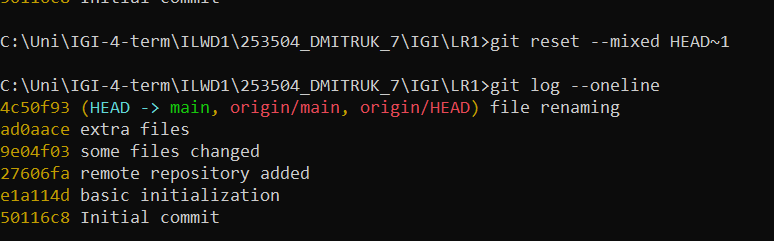 50116c8 Initial commit
C:\Uni\IGI-4-term\ILWD1\253504_DMITRUK_7\IGI\LR1>git reset --mixed HEAD~1
C:\Uni\IGI-4-term\ILWD1\253504_DMITRUK_7\IGI\LR1>git log --oneline
4c50f93 (HEAD -> main, origin/main, origin/HEAD) file renaming
ad0aace extra files
9e04f03 some files changed
27606fa remote repository added
e1a114d basic initialization
50116c8 Initial commit